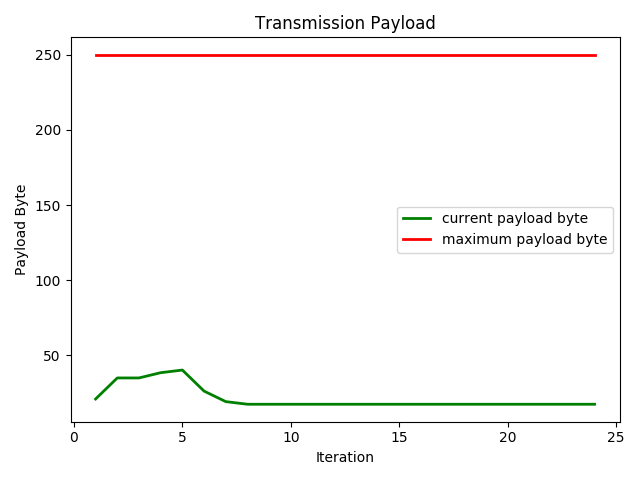 Transmission Payload
250
200
150
100
50
Payload Byte
current payload byte
maximum payload byte
0
5
10
15
20
25
Iteration